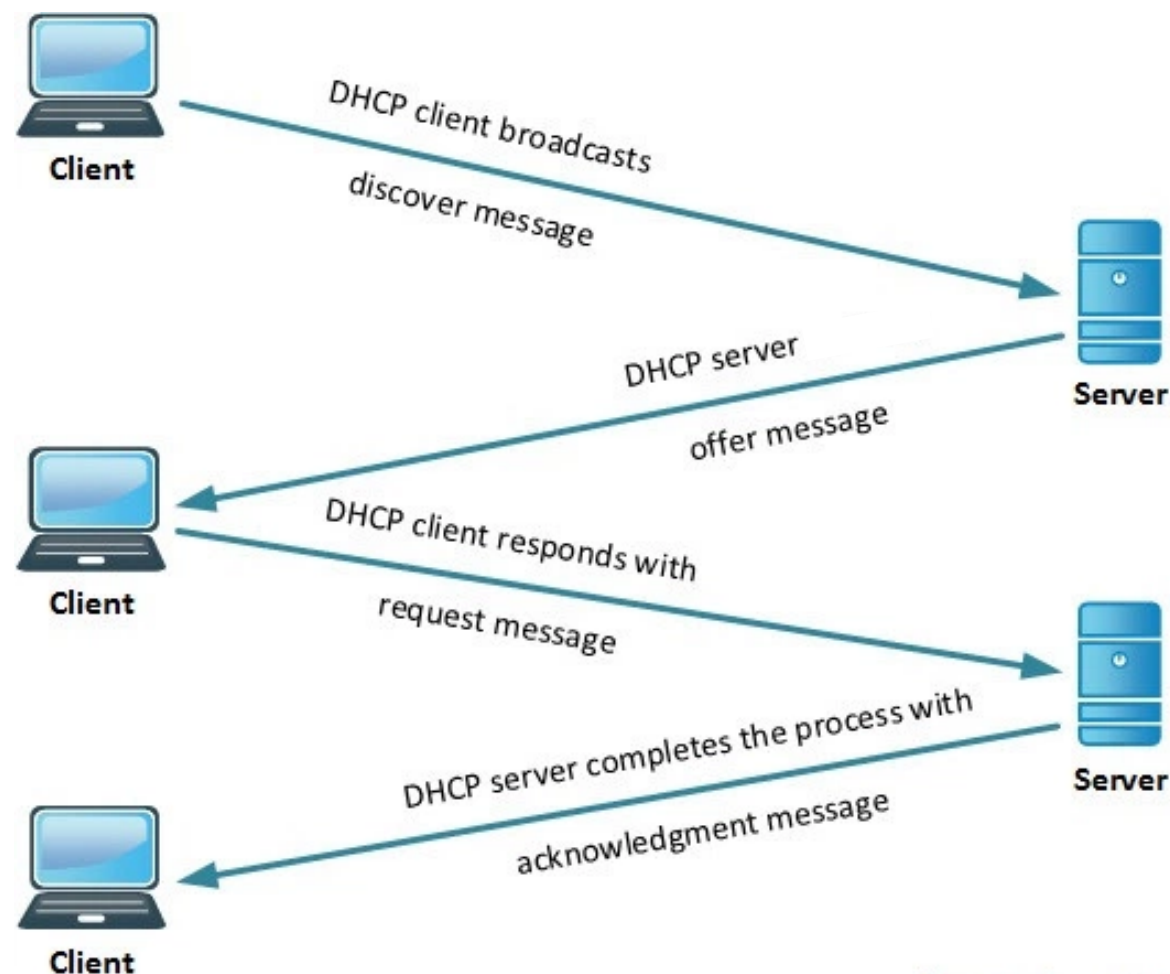 Client
DHCP client broadcasts
discover message
Server
DHCP server
offer message
Client
DHCP client responds with
request message
Server
DHCP server completes the process with
acknowledgment message
Client